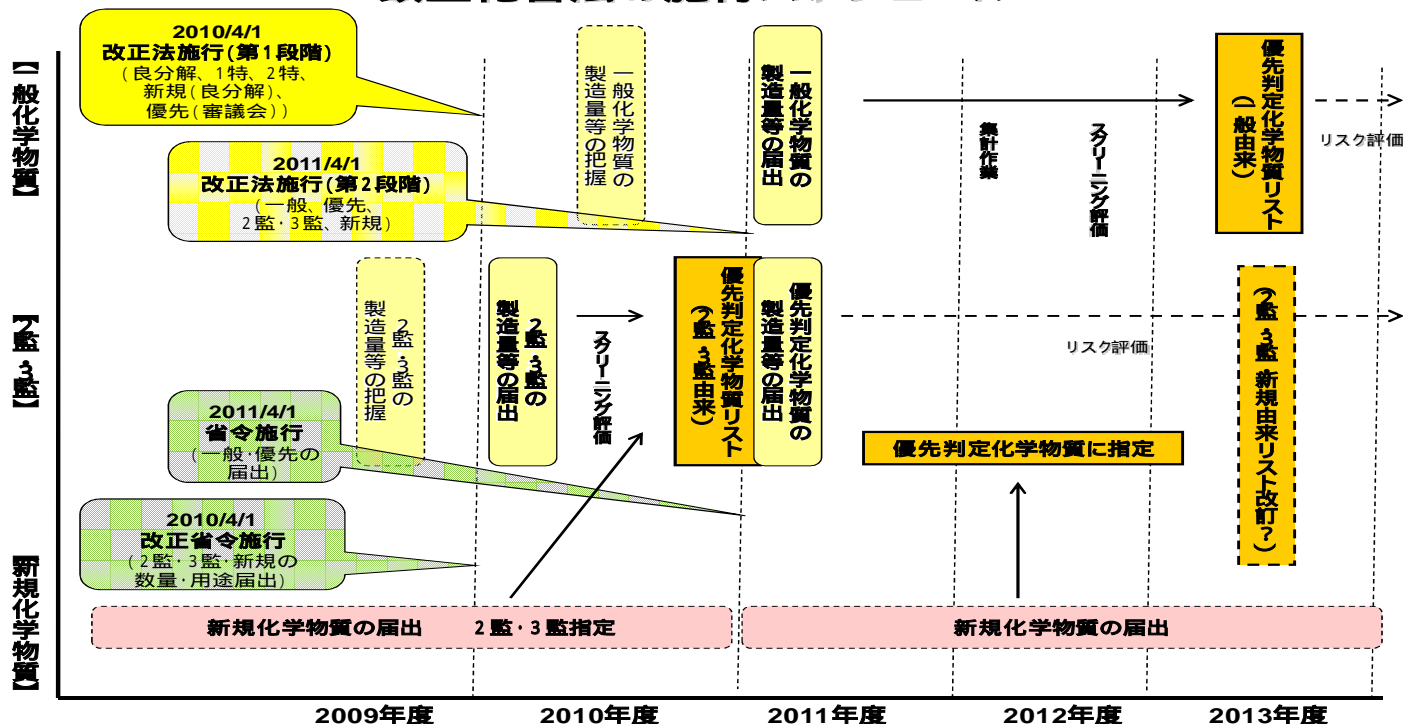 2010/4/1
改正法施行(第1段階)
(良分解、1特、2特、
新規(良分解)、
優先(審議会))
2011/4/1
改正法施行(第2段階)
(一般、優先、
2監・3監、新規)
【一般化学物質】
一般化学物質の
製造量等の把握
一般化学物質の
製造量等の届出
集計作業
スクリーニング評価
優先判定化学物質リスト
(一般由来)
リスク評価
【2監・3監】
2監・3監の
製造量等の把握
2監・3監の
製造量等の届出
スクリーニング評価
優先判定化学物質リスト
(2監・3監由来)
優先判定化学物質の
製造量等の届出
リスク評価
優先判定化学物質に指定
(2監・3監・新規由来リスト改訂?)
2011/4/1
省令施行
(一般・優先の
届出)
2010/4/1
改正省令施行
(2監・3監・新規の
数量・用途届出)
【新規化学物質】
新規化学物質の届出 2監・3監指定
新規化学物質の届出
2009年度
2010年度
2011年度
2012年度
2013年度